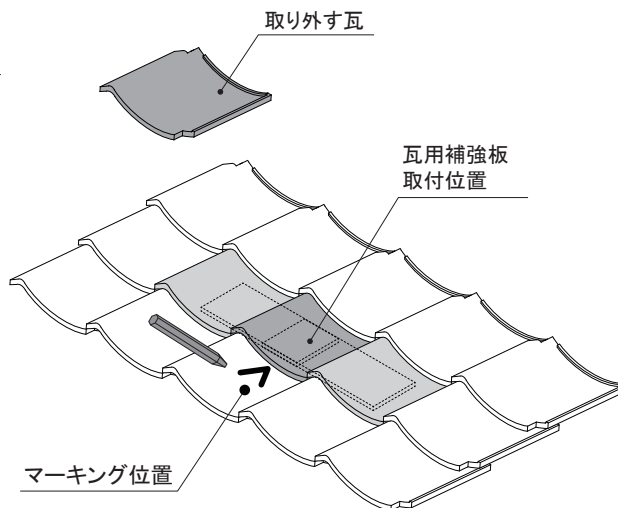 取り外す瓦
瓦用補強板
取付位置
マーキング位置